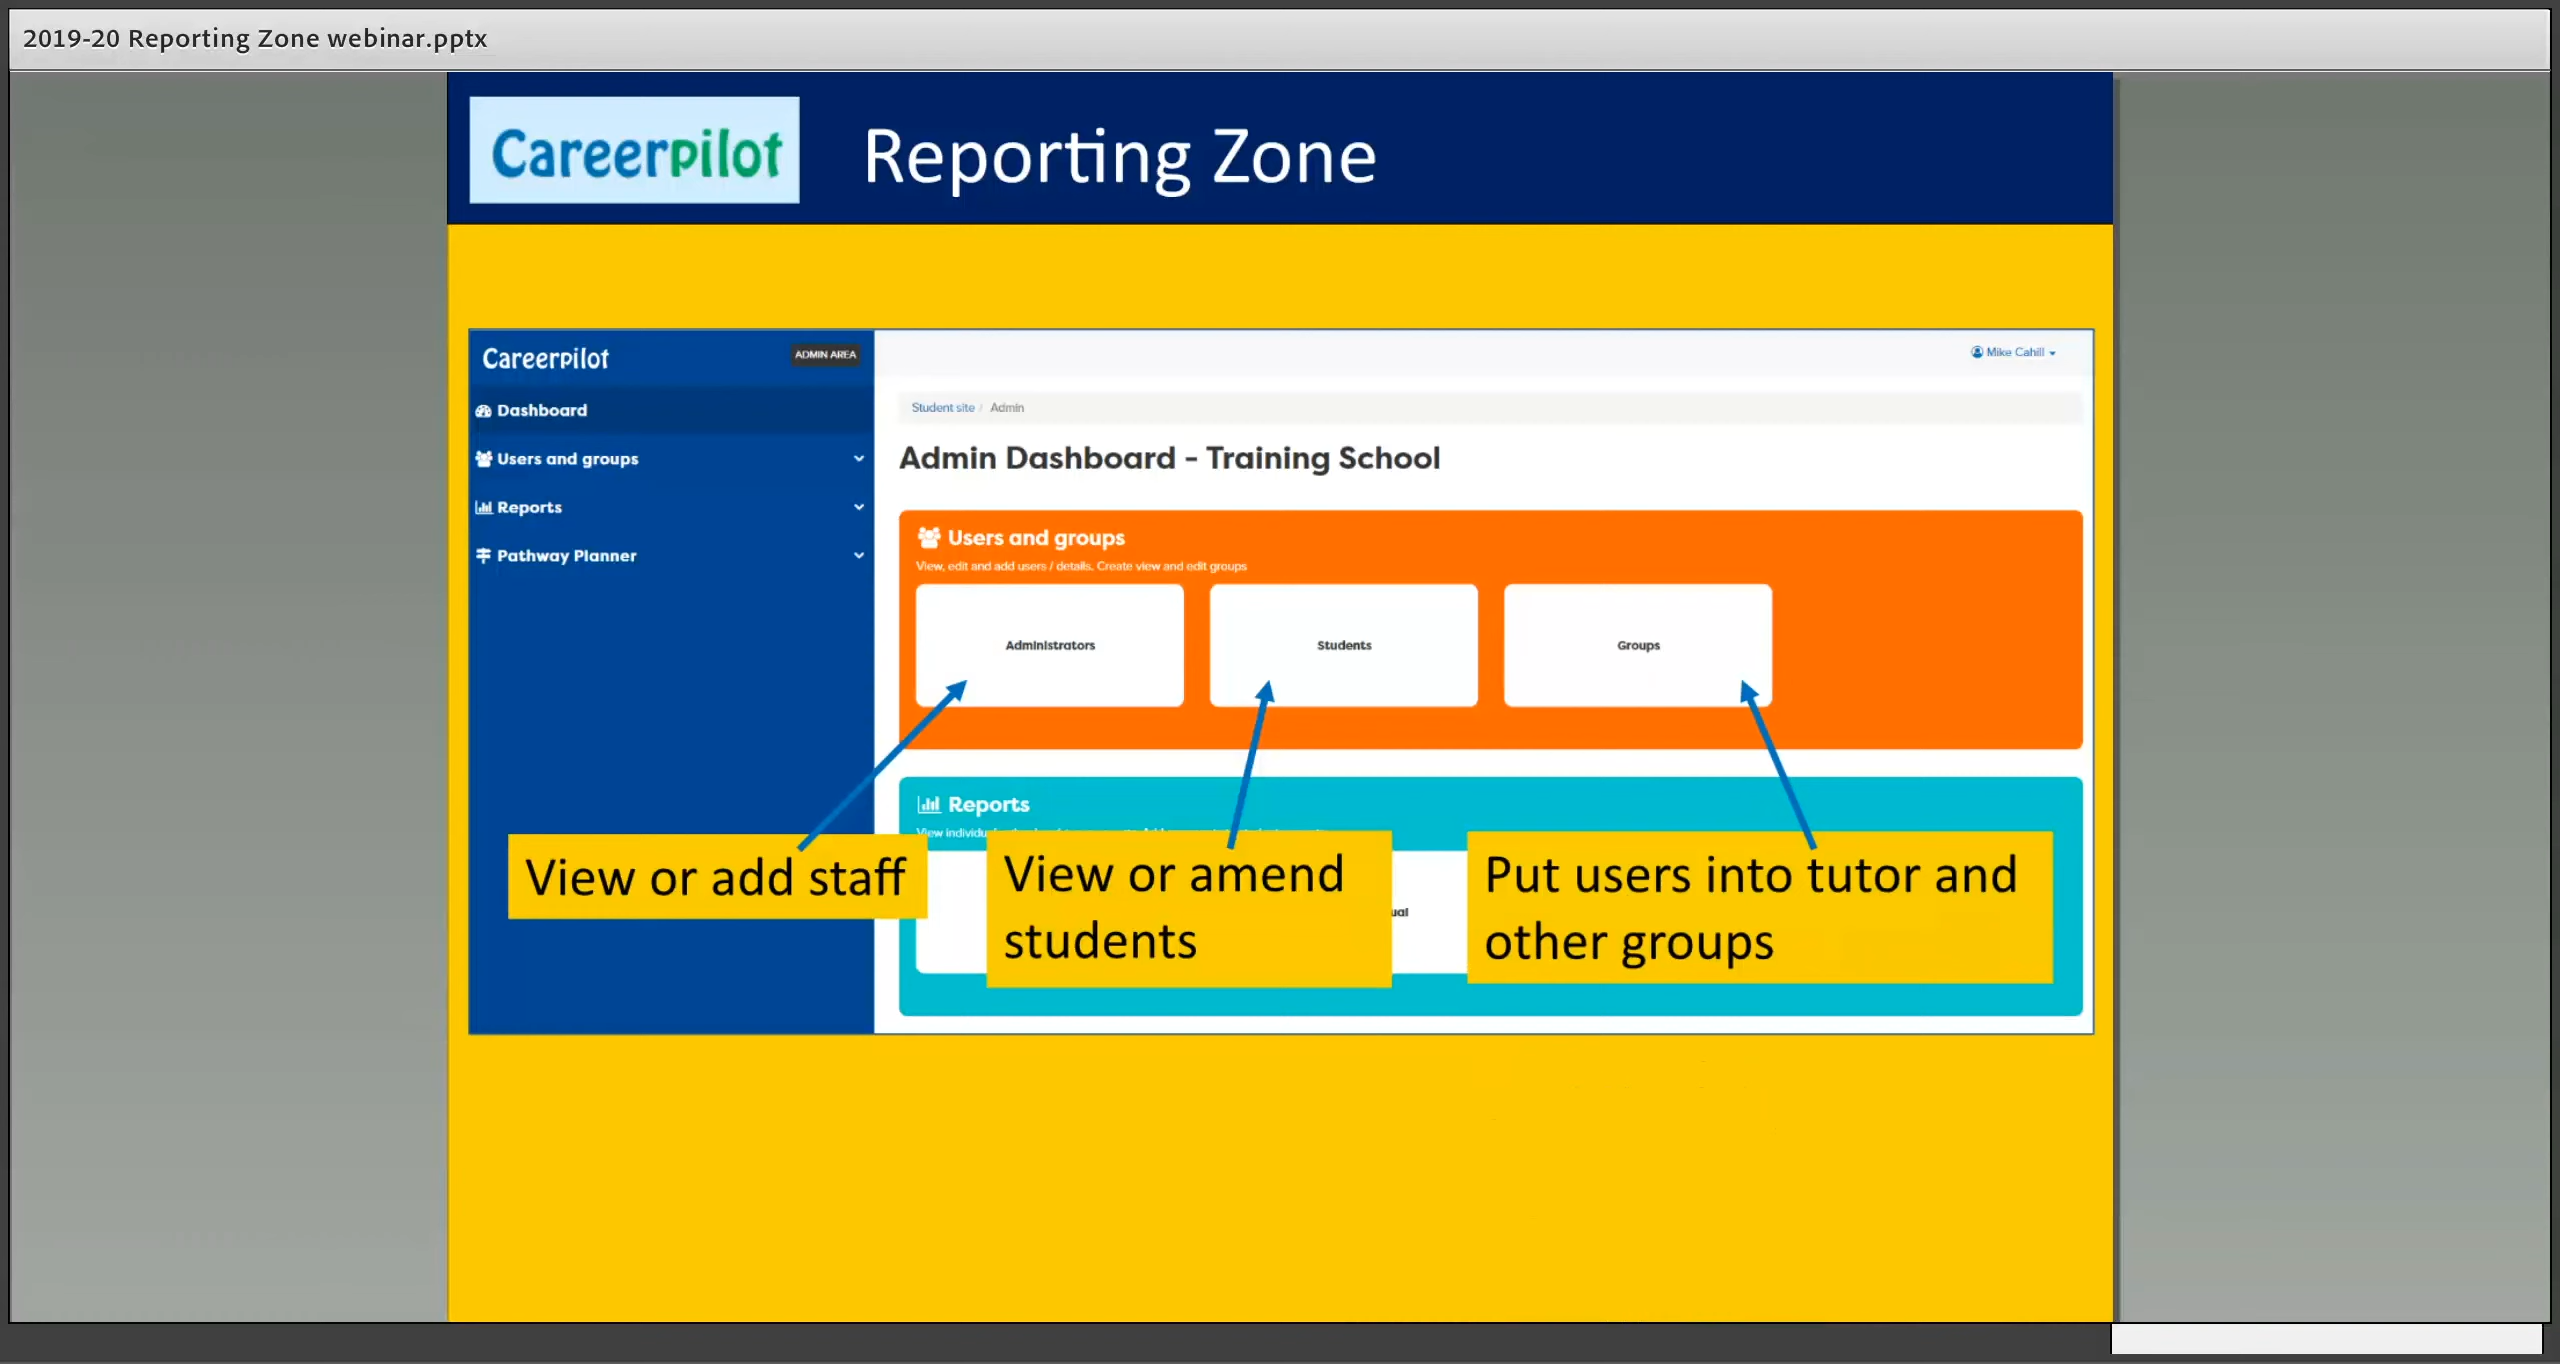 2019-20 Reporting Zone webinar.pptx
Careerpilot
Reporting Zone
Careerpilot
ADMIN AREA
Mike Cahill
Dashboard
Users and groups
Reports
Pathway Planner
Student site / Admin
Admin Dashboard - Training School
Users and groups
View, edit and add users / details. Create view and edit groups
Administrators
Students
Groups
Reports
View
View or add staff
View or amend
students
Put users into tutor and
other groups